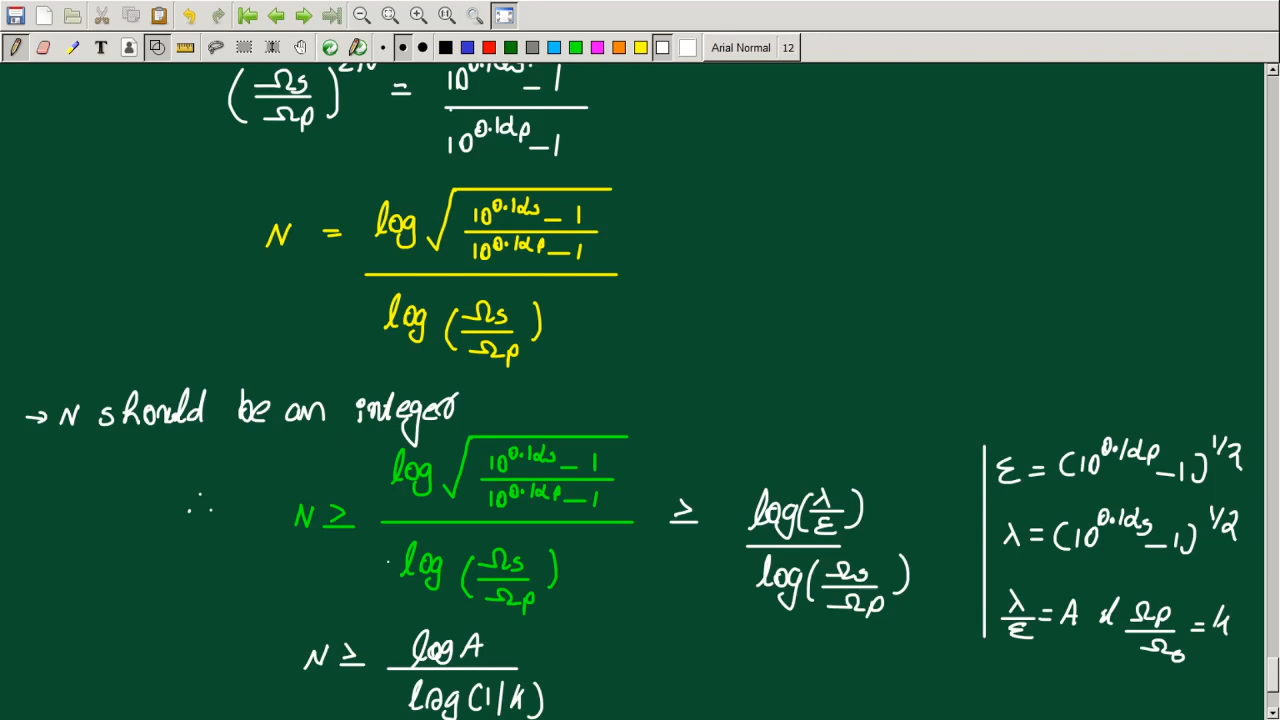 Arial Normal 12
(Ωs/Ωp)^2N = (10^0.1αs − 1)/(10^0.1αp − 1)
N = log √((10^0.1αs − 1)/(10^0.1αp − 1)) / log (Ωs/Ωp)
→ N should be an integer
∴ N ≥ log √((10^0.1αs − 1)/(10^0.1αp − 1)) / log (Ωs/Ωp) ≥ log(λ/ε) / log(Ωs/Ωp)
ε = (10^0.1αp − 1)^1/2
λ = (10^0.1αs − 1)^1/2
λ/ε = A & Ωp/Ωs = k
N ≥ log A / log (1/k)